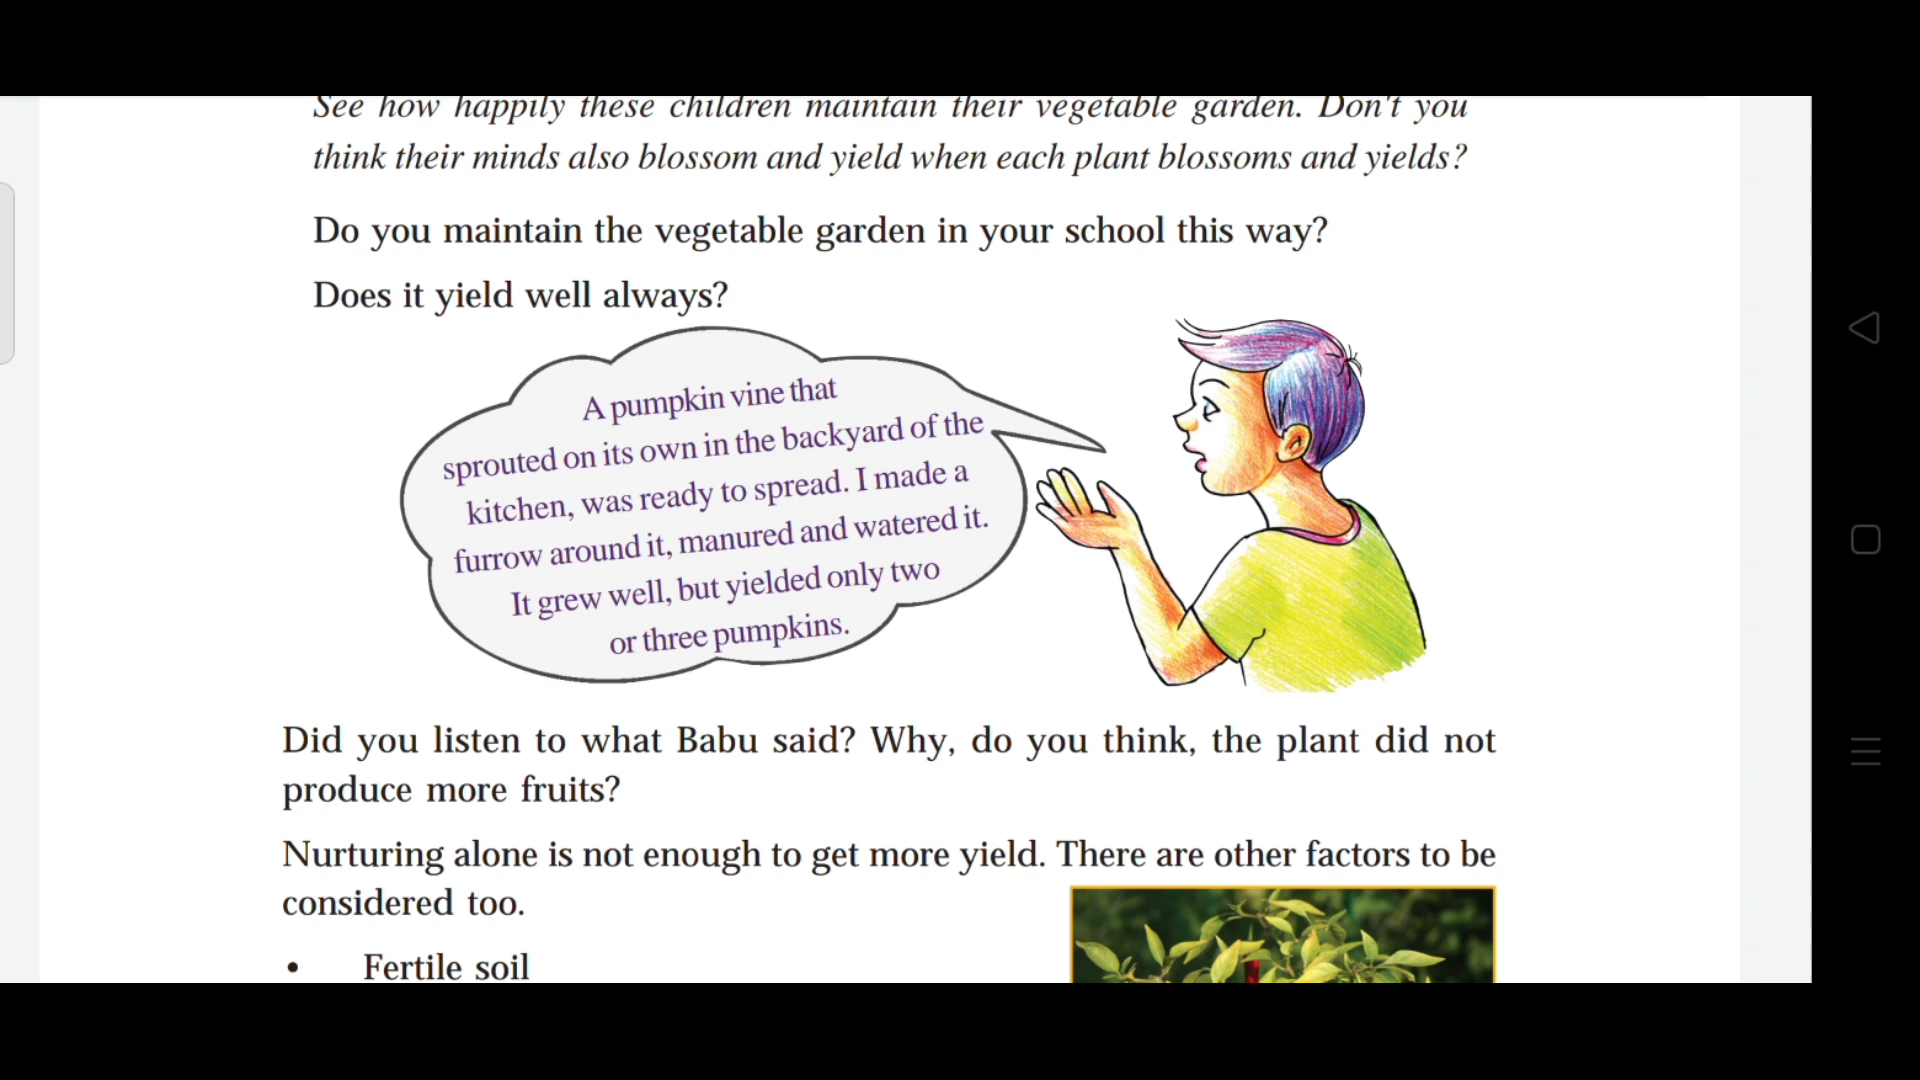 See how happily these children maintain their vegetable garden. Don't you
think their minds also blossom and yield when each plant blossoms and yields?
Do you maintain the vegetable garden in your school this way?
Does it yield well always?
A pumpkin vine that
sprouted on its own in the backyard of the
kitchen, was ready to spread. I made a
furrow around it, manured and watered it.
It grew well, but yielded only two
or three pumpkins.
Did you listen to what Babu said? Why, do you think, the plant did not
produce more fruits?
Nurturing alone is not enough to get more yield. There are other factors to be
considered too.
• Fertile soil